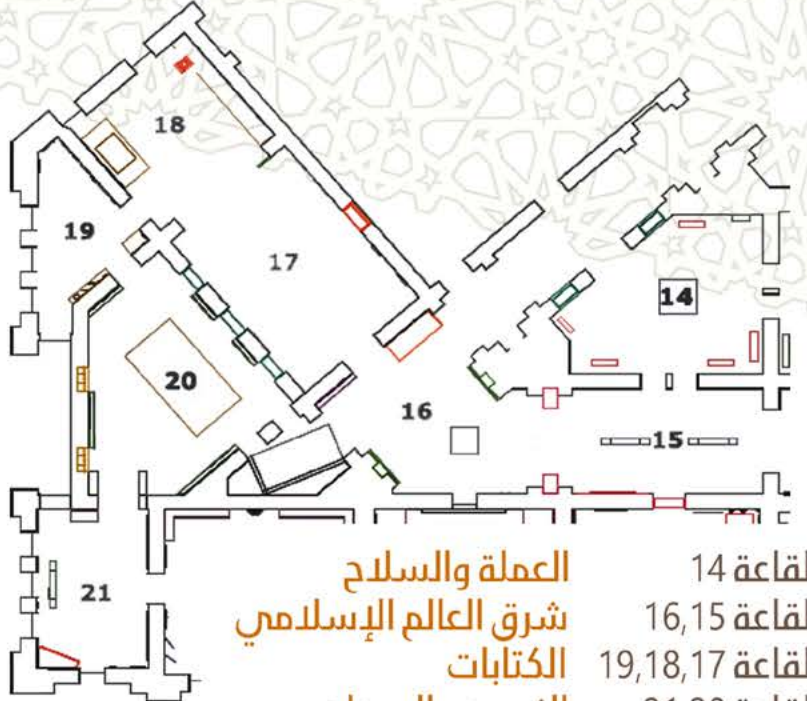 18
19
17
14
20
16
15
21
القاعة 14 العملة والسلاح
القاعة 16,15 شرق العالم الإسلامي
القاعة 19,18,17 الكتابات